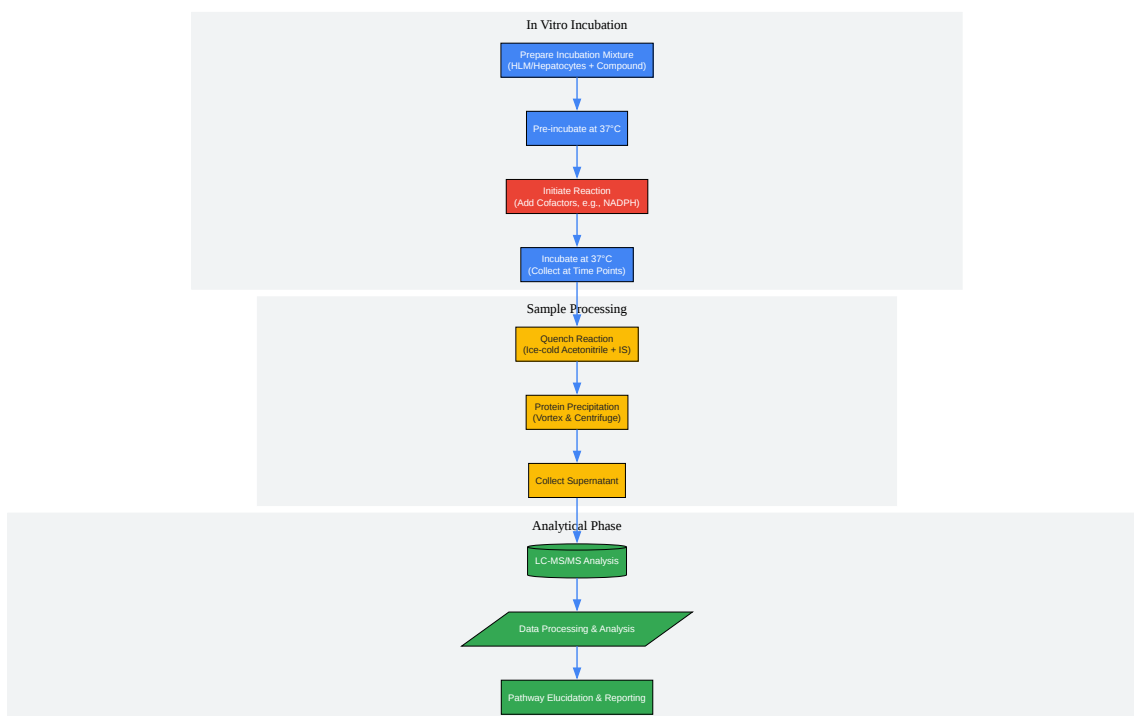 In Vitro Incubation
Prepare Incubation Mixture
(HLM/Hepatocytes + Compound)
Pre-incubate at 37°C
Initiate Reaction
(Add Cofactors, e.g., NADPH)
Incubate at 37°C
(Collect at Time Points)
Sample Processing
Quench Reaction
(Ice-cold Acetonitrile + IS)
Protein Precipitation
(Vortex & Centrifuge)
Collect Supernatant
Analytical Phase
LC-MS/MS Analysis
Data Processing & Analysis
Pathway Elucidation & Reporting